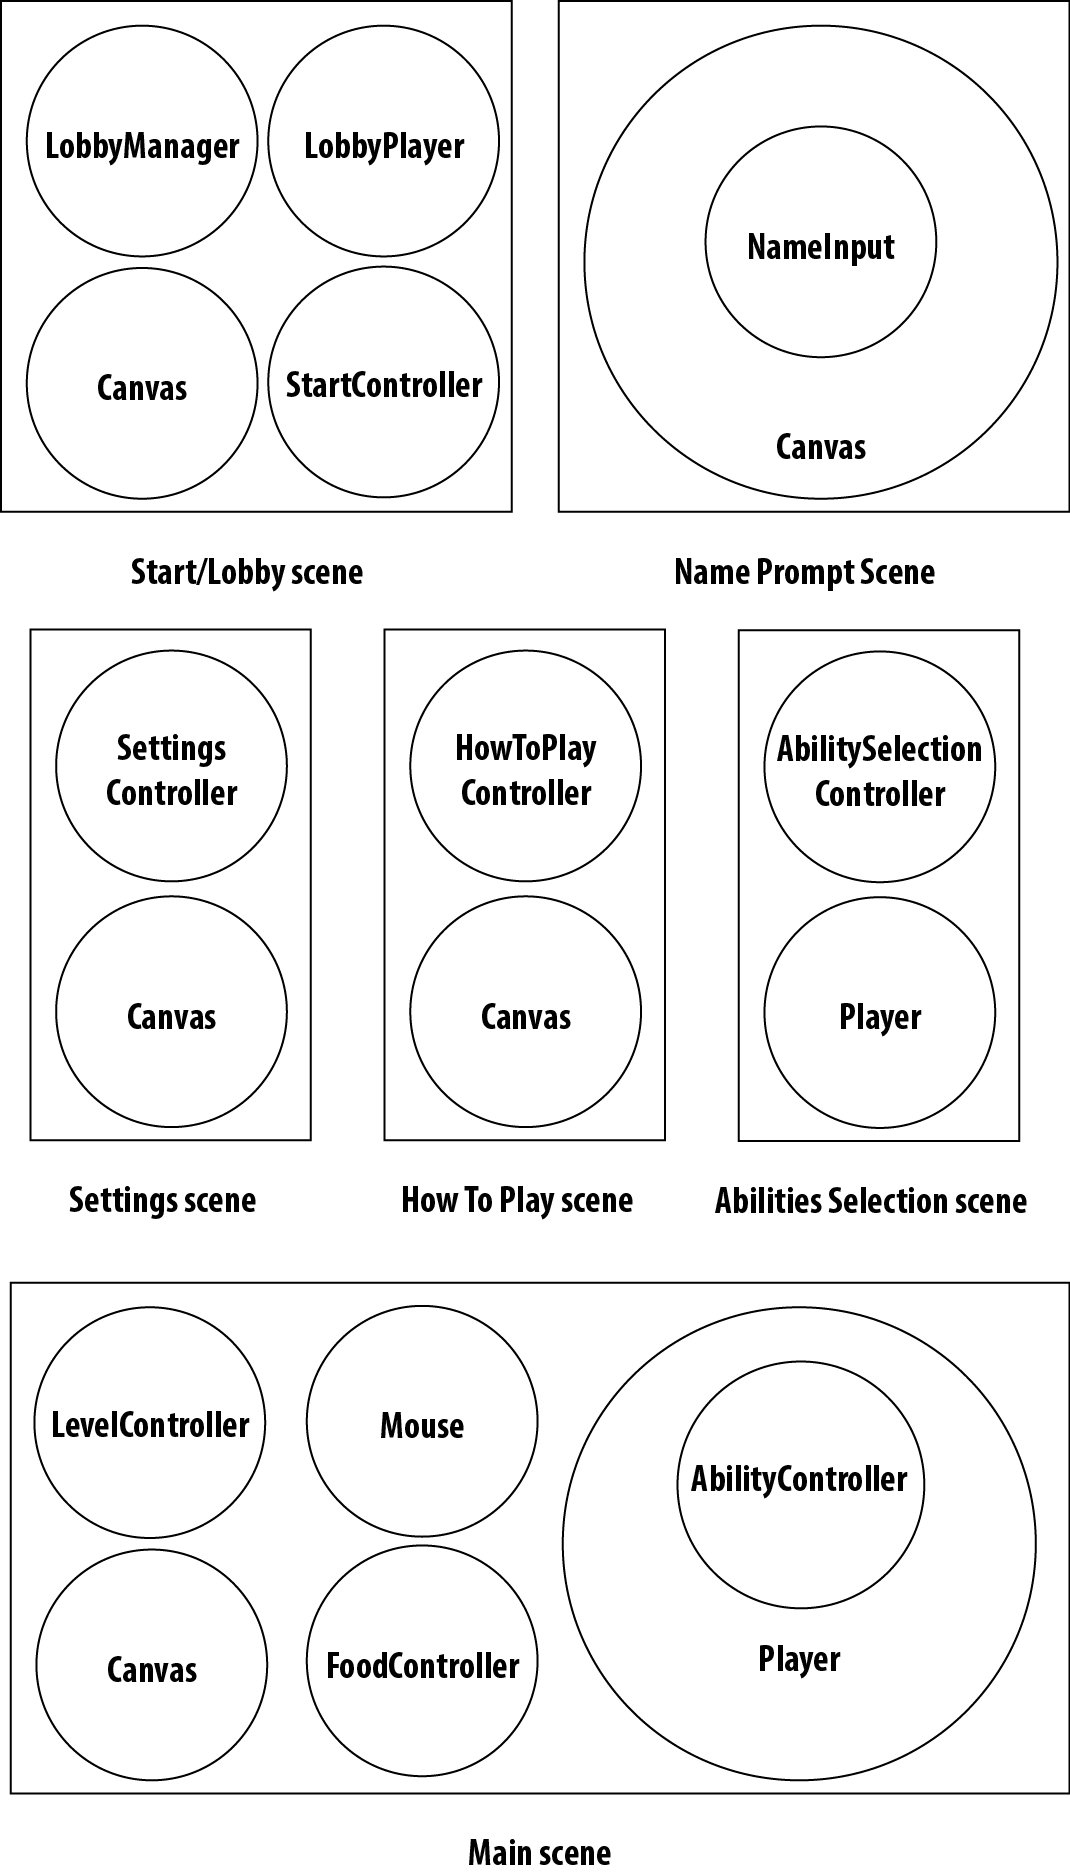 LobbyManager
LobbyPlayer
Canvas
StartController
Start/Lobby scene
NameInput
Canvas
Name Prompt Scene
Settings
Controller
Canvas
Settings scene
HowToPlay
Controller
Canvas
How To Play scene
AbilitySelection
Controller
Player
Abilities Selection scene
LevelController
Mouse
Canvas
FoodController
AbilityController
Player
Main scene